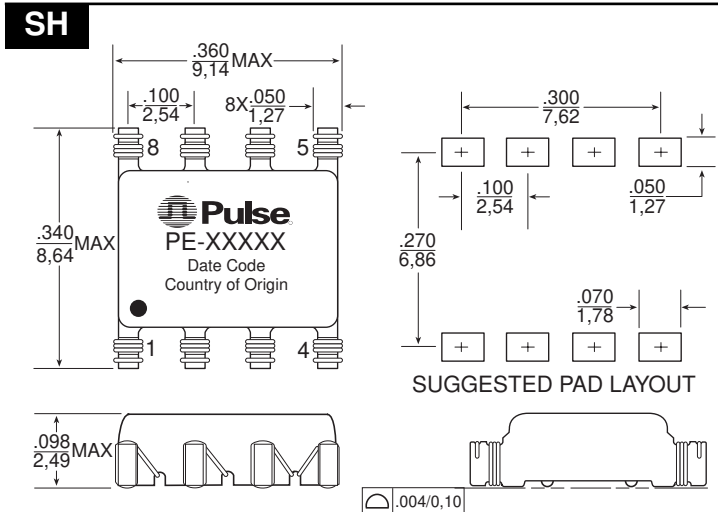 SH
.360
9,14 MAX
.100
2,54
8X .050
1,27
8
5
.340
8,64 MAX
Pulse
PE-XXXXX
Date Code
Country of Origin
1
4
.300
7,62
.100
2,54
.050
1,27
.270
6,86
.070
1,78
SUGGESTED PAD LAYOUT
.098
2,49 MAX
.004/0,10